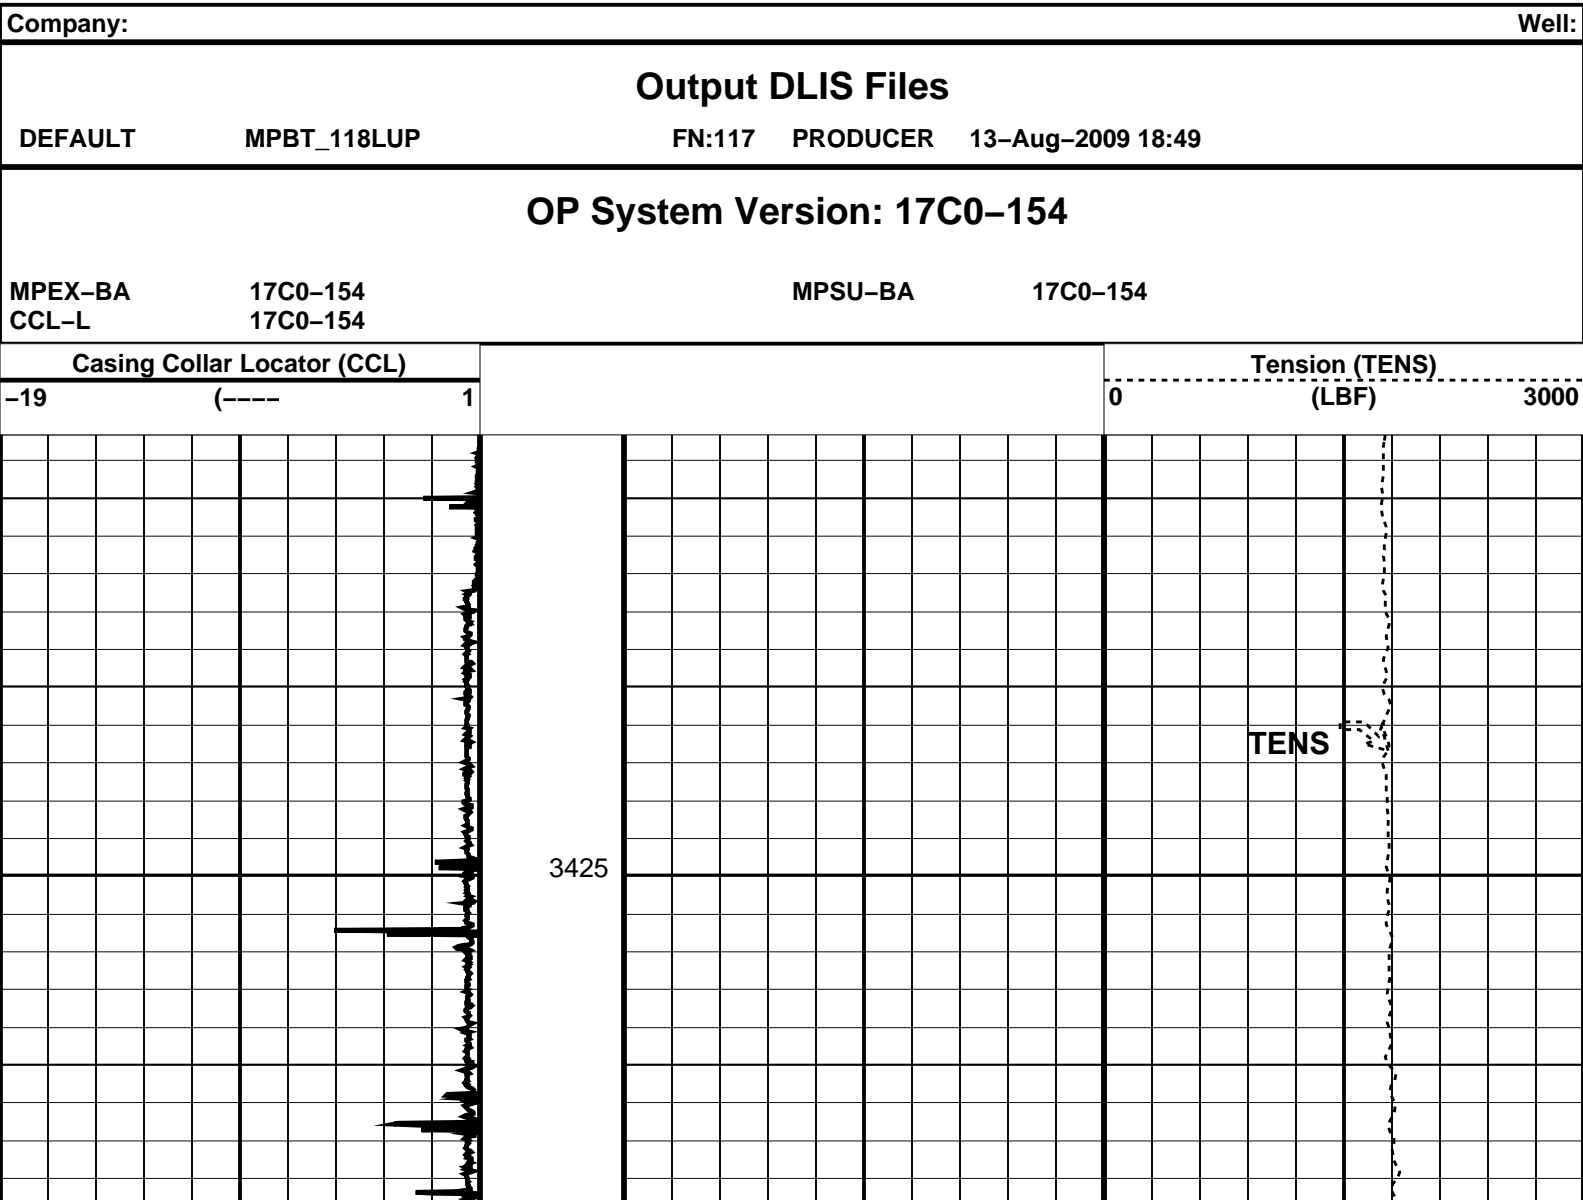 Company: Well:
Output DLIS Files
DEFAULT MPBT_118LUP FN:117 PRODUCER 13–Aug–2009 18:49
OP System Version: 17C0–154
MPEX–BA 17C0–154 MPSU–BA 17C0–154
CCL–L 17C0–154
Casing Collar Locator (CCL) Tension (TENS)
–19 (–––– 1 0 (LBF) 3000
TENS
3425